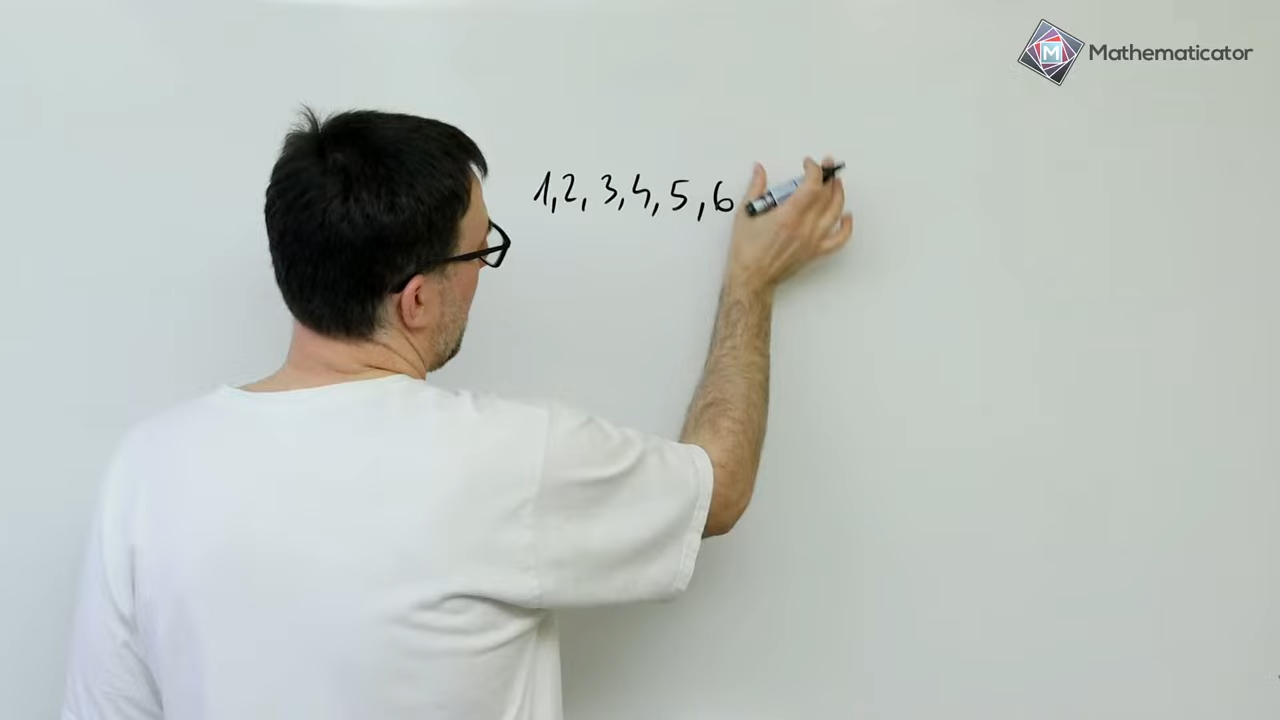 Mathematicator
1, 2, 3, 4, 5, 6